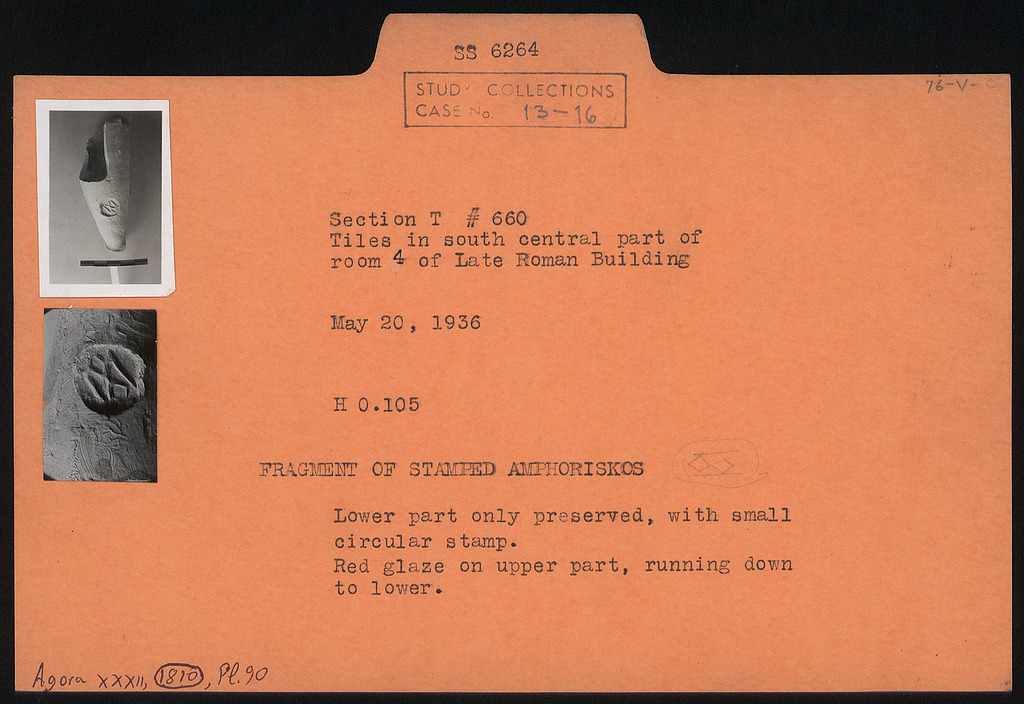 SS 6264
STUDY COLLECTIONS
CASE No. 13-16
76-V-
Section T # 660
Tiles in south central part of
room 4 of Late Roman Building
May 20, 1936
H 0.105
FRAGMENT OF STAMPED AMPHORISKOS
Lower part only preserved, with small
circular stamp.
Red glaze on upper part, running down
to lower.
Agora XXXII, 1810, Pl.90